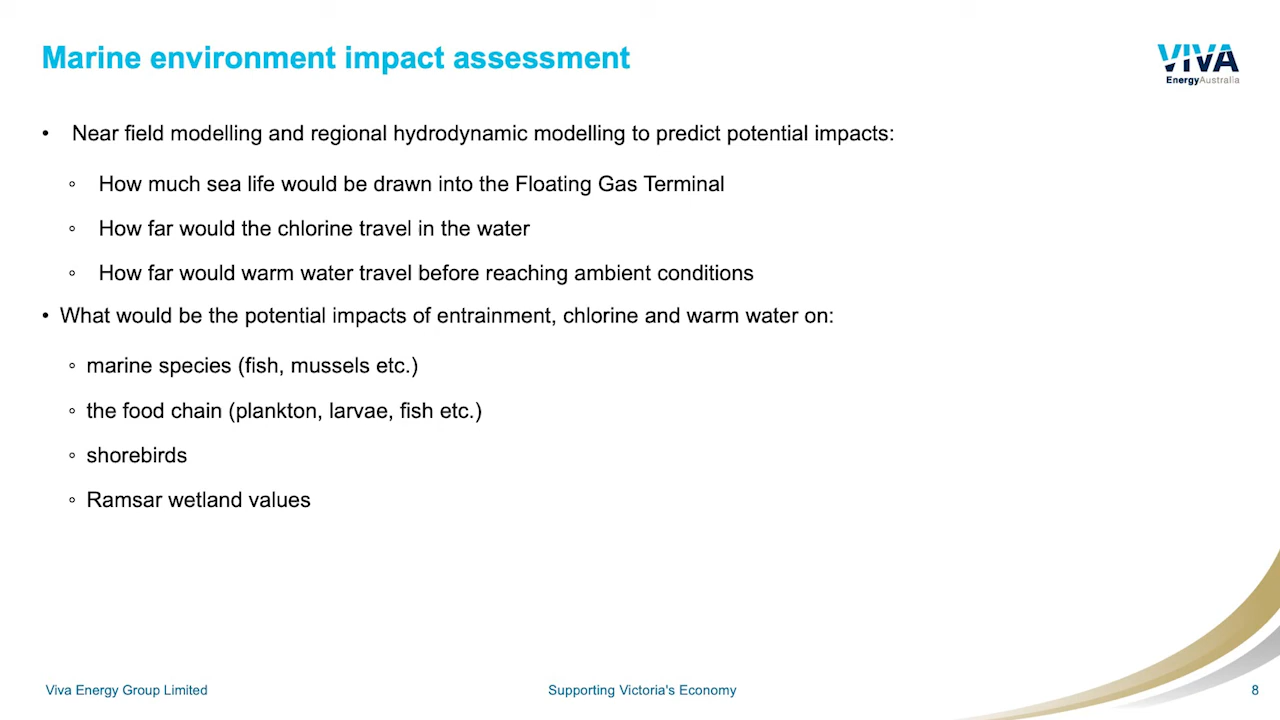 Marine environment impact assessment
VIVA
EnergyAustralia
• Near field modelling and regional hydrodynamic modelling to predict potential impacts:
◦ How much sea life would be drawn into the Floating Gas Terminal
◦ How far would the chlorine travel in the water
◦ How far would warm water travel before reaching ambient conditions
• What would be the potential impacts of entrainment, chlorine and warm water on:
◦ marine species (fish, mussels etc.)
◦ the food chain (plankton, larvae, fish etc.)
◦ shorebirds
◦ Ramsar wetland values
Viva Energy Group Limited
Supporting Victoria's Economy
8